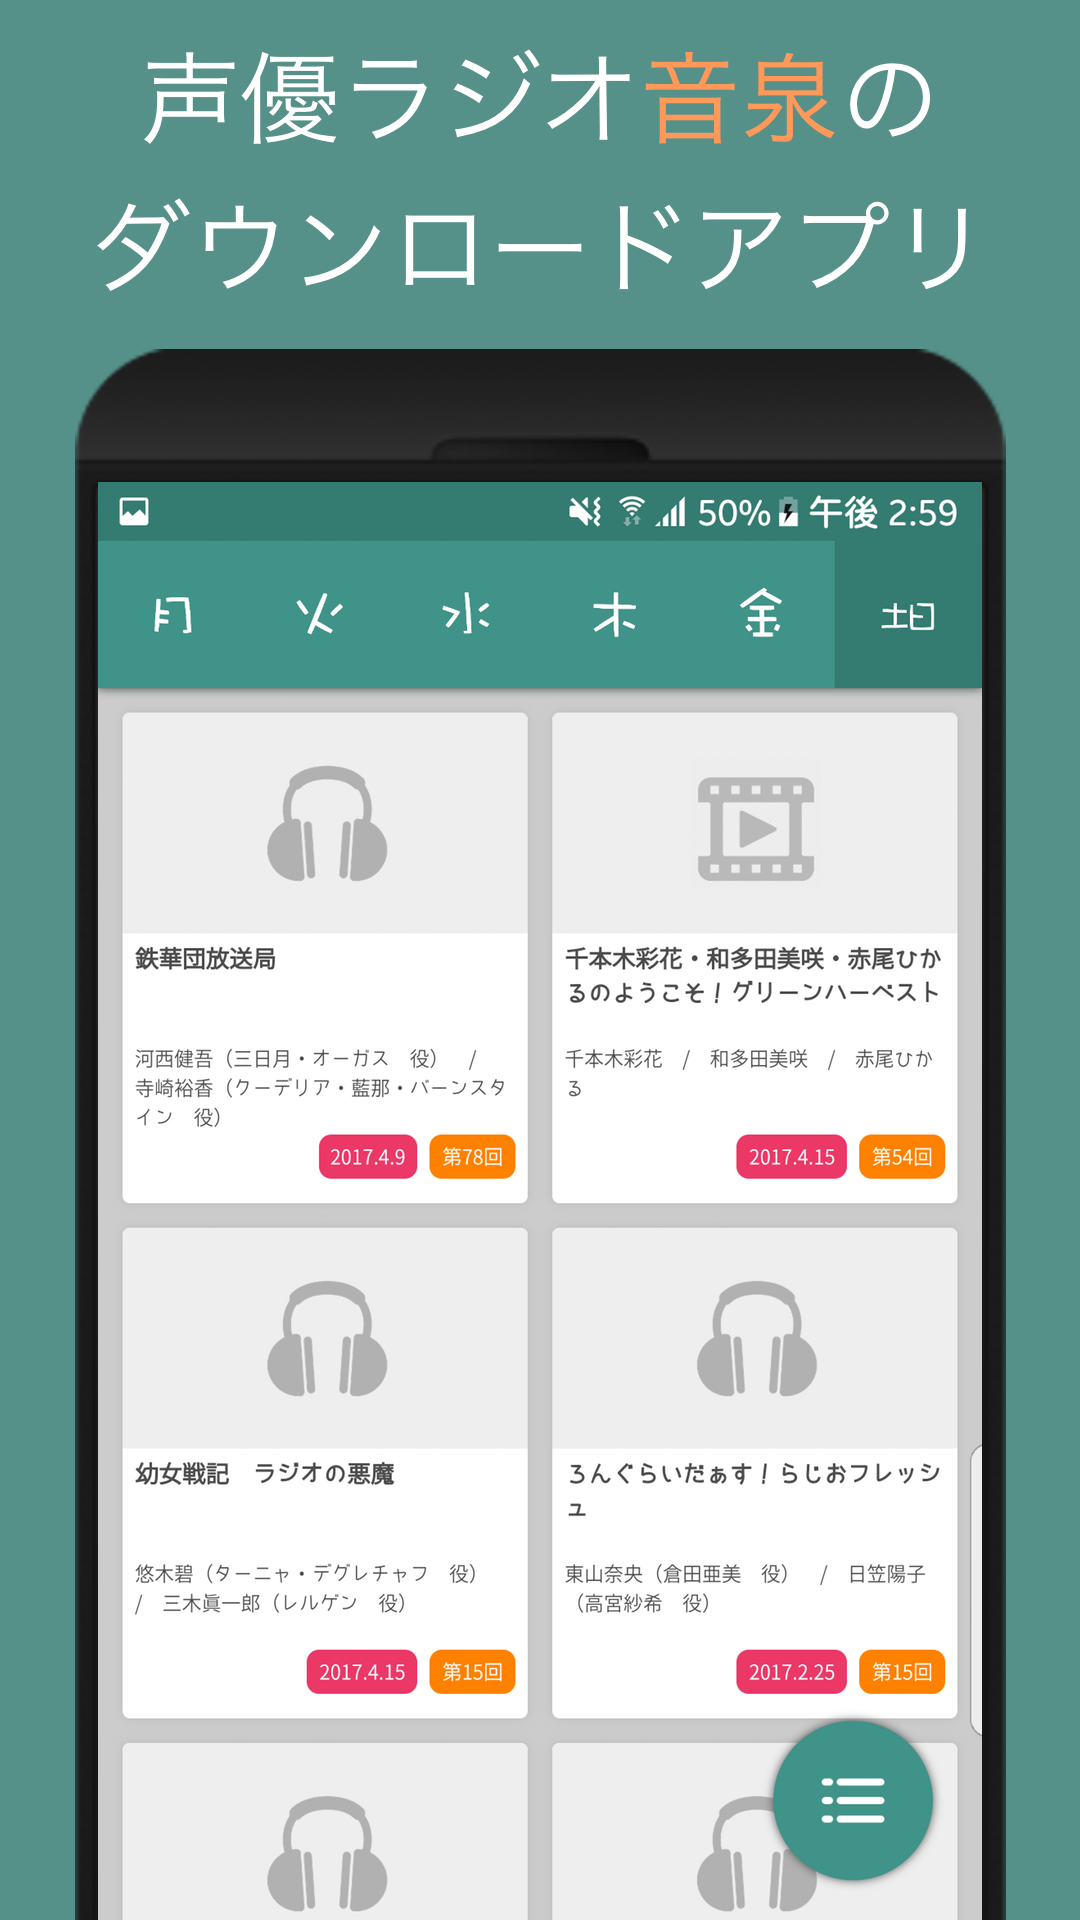 声優ラジオ音泉の
ダウンロードアプリ
50% 午後 2:59
月 火 水 木 金 土日
鉄華団放送局
河西健吾（三日月・オーガス　役）　/
寺崎裕香（クーデリア・藍那・バーンスタ
イン　役）
2017.4.9 第78回
千本木彩花・和多田美咲・赤尾ひか
るのようこそ！グリーンハーベスト
千本木彩花　/　和多田美咲　/　赤尾ひか
る
2017.4.15 第54回
幼女戦記　ラジオの悪魔
悠木碧（ターニャ・デグレチャフ　役）
/　三木眞一郎（レルゲン　役）
2017.4.15 第15回
ろんぐらいだぁす！らじおフレッシ
ュ
東山奈央（倉田亜美　役）　/　日笠陽子
（高宮紗希　役）
2017.2.25 第15回